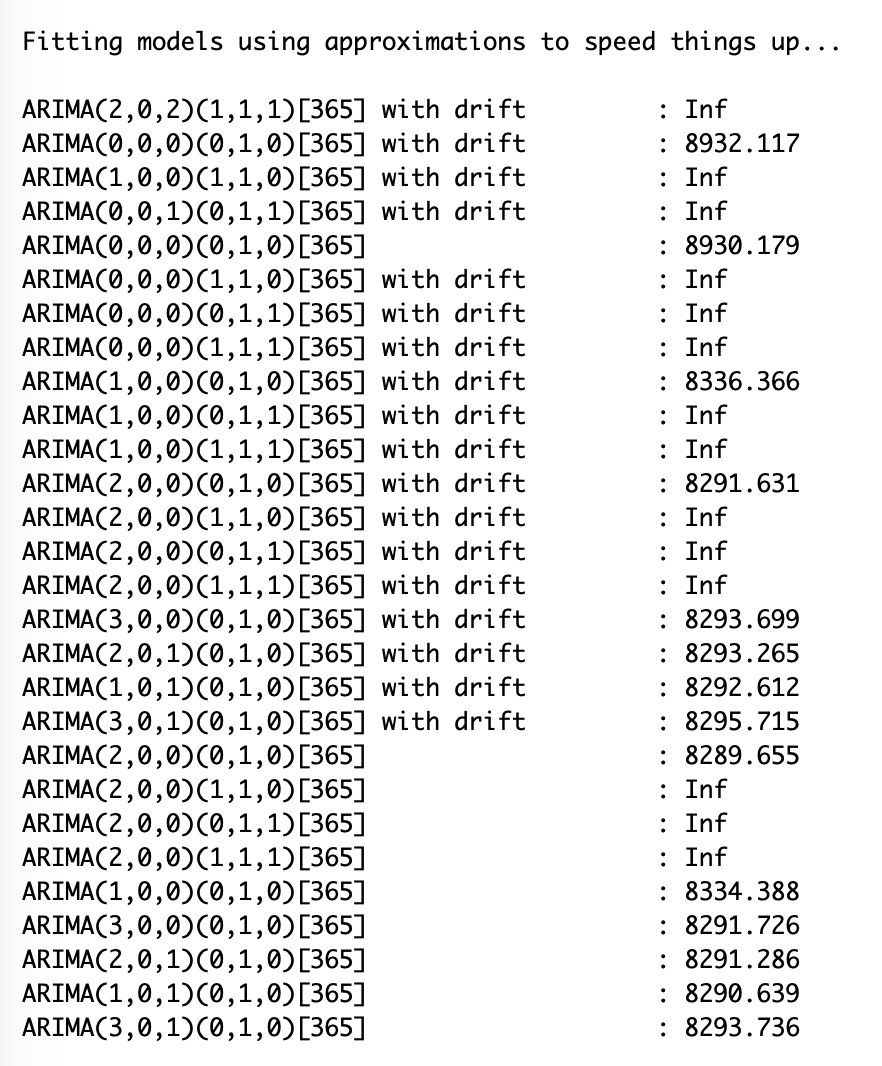 Fitting models using approximations to speed things up...
ARIMA(2,0,2)(1,1,1)[365] with drift : Inf
ARIMA(0,0,0)(0,1,0)[365] with drift : 8932.117
ARIMA(1,0,0)(1,1,0)[365] with drift : Inf
ARIMA(0,0,1)(0,1,1)[365] with drift : Inf
ARIMA(0,0,0)(0,1,0)[365] : 8930.179
ARIMA(0,0,0)(1,1,0)[365] with drift : Inf
ARIMA(0,0,0)(0,1,1)[365] with drift : Inf
ARIMA(0,0,0)(1,1,1)[365] with drift : Inf
ARIMA(1,0,0)(0,1,0)[365] with drift : 8336.366
ARIMA(1,0,0)(0,1,1)[365] with drift : Inf
ARIMA(1,0,0)(1,1,1)[365] with drift : Inf
ARIMA(2,0,0)(0,1,0)[365] with drift : 8291.631
ARIMA(2,0,0)(1,1,0)[365] with drift : Inf
ARIMA(2,0,0)(0,1,1)[365] with drift : Inf
ARIMA(2,0,0)(1,1,1)[365] with drift : Inf
ARIMA(3,0,0)(0,1,0)[365] with drift : 8293.699
ARIMA(2,0,1)(0,1,0)[365] with drift : 8293.265
ARIMA(1,0,1)(0,1,0)[365] with drift : 8292.612
ARIMA(3,0,1)(0,1,0)[365] with drift : 8295.715
ARIMA(2,0,0)(0,1,0)[365] : 8289.655
ARIMA(2,0,0)(1,1,0)[365] : Inf
ARIMA(2,0,0)(0,1,1)[365] : Inf
ARIMA(2,0,0)(1,1,1)[365] : Inf
ARIMA(1,0,0)(0,1,0)[365] : 8334.388
ARIMA(3,0,0)(0,1,0)[365] : 8291.726
ARIMA(2,0,1)(0,1,0)[365] : 8291.286
ARIMA(1,0,1)(0,1,0)[365] : 8290.639
ARIMA(3,0,1)(0,1,0)[365] : 8293.736